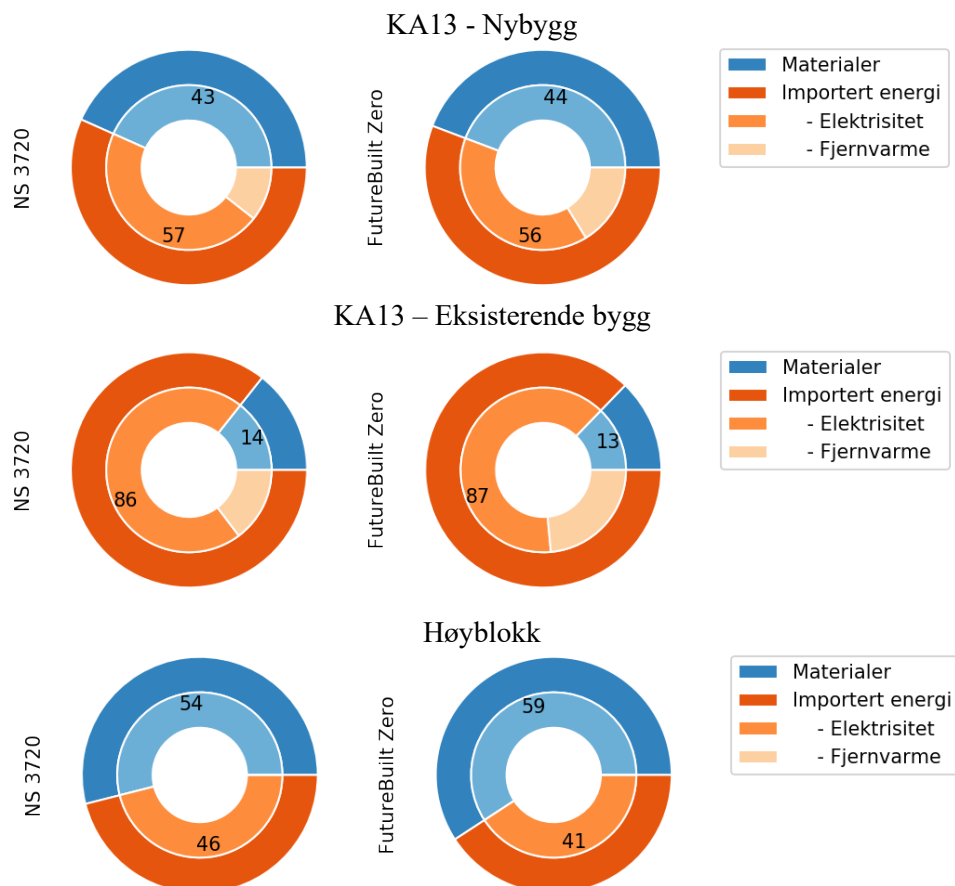 KA13 - Nybygg
NS 3720
43
57
FutureBuilt Zero
44
56
Materialer
Importert energi
- Elektrisitet
- Fjernvarme
KA13 – Eksisterende bygg
NS 3720
14
86
FutureBuilt Zero
13
87
Materialer
Importert energi
- Elektrisitet
- Fjernvarme
Høyblokk
NS 3720
54
46
FutureBuilt Zero
59
41
Materialer
Importert energi
- Elektrisitet
- Fjernvarme